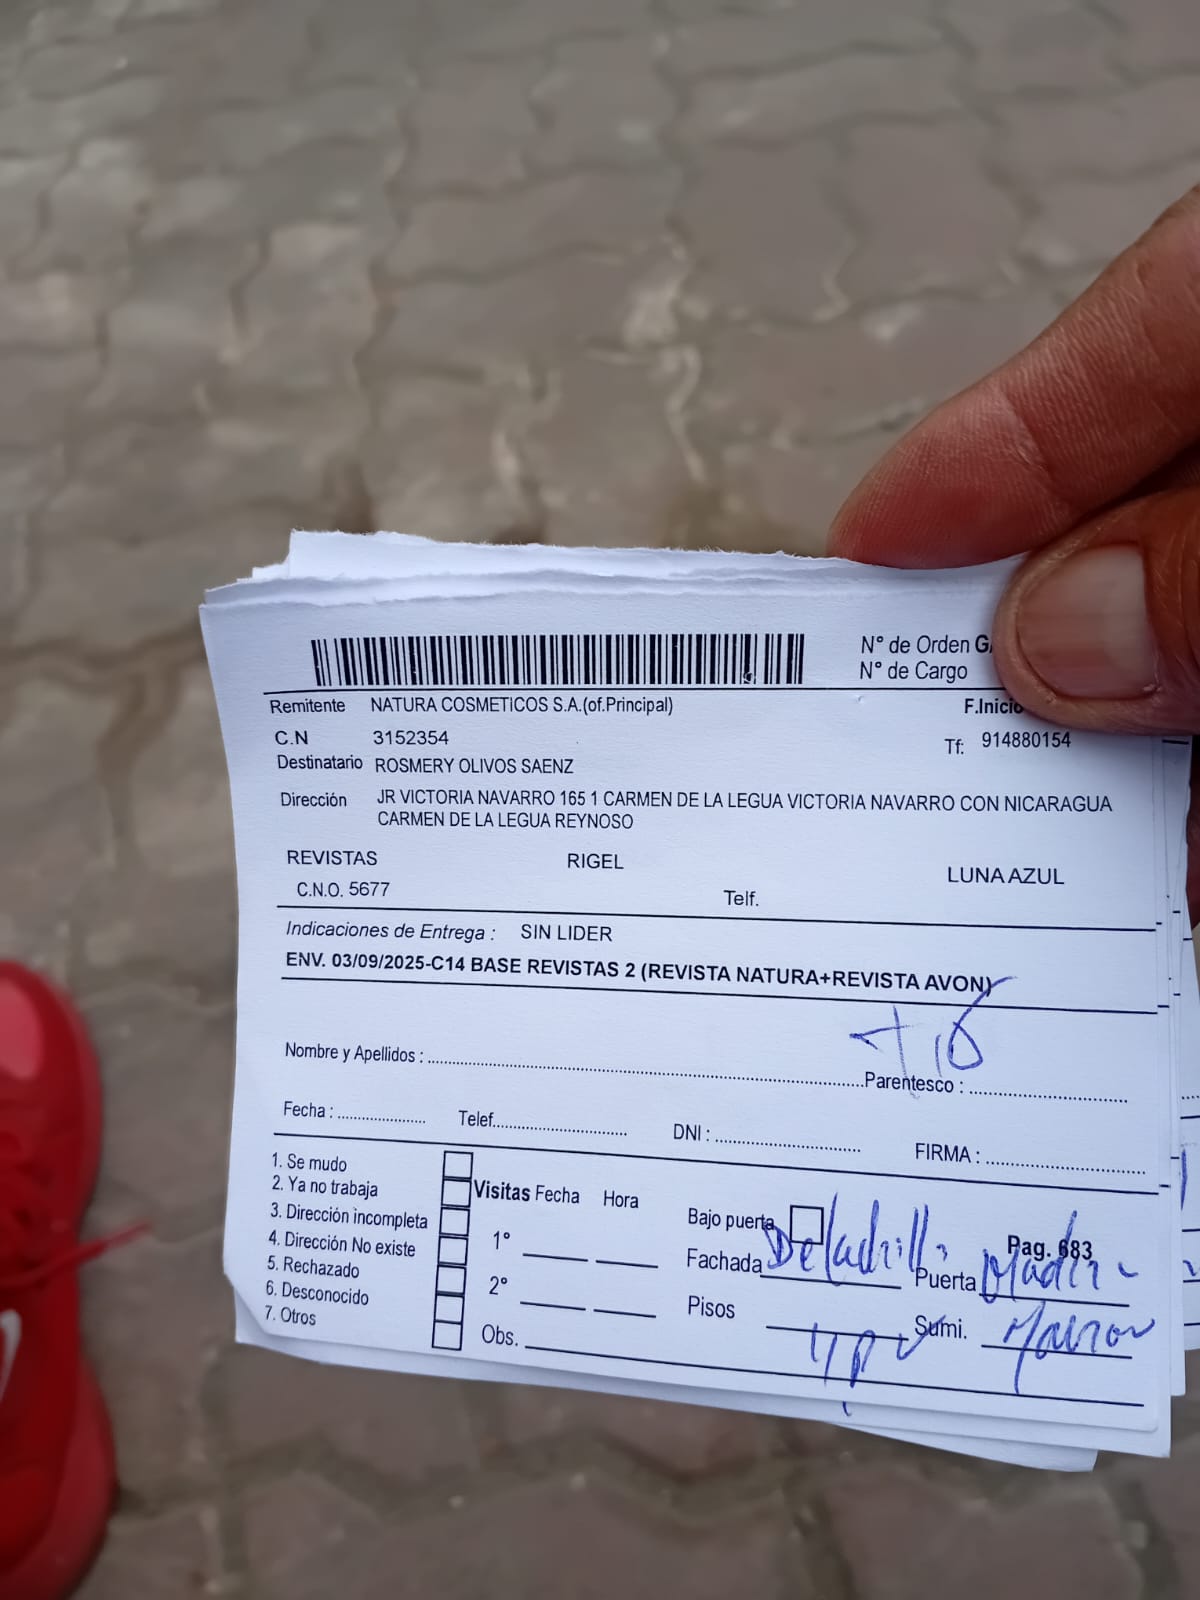 N° de Orden G
N° de Cargo
Remitente NATURA COSMETICOS S.A.(of.Principal)
F.Inicio
C.N 3152354
Tf: 914880154
Destinatario ROSMERY OLIVOS SAENZ
Dirección JR VICTORIA NAVARRO 165 1 CARMEN DE LA LEGUA VICTORIA NAVARRO CON NICARAGUA
CARMEN DE LA LEGUA REYNOSO
REVISTAS RIGEL LUNA AZUL
C.N.O. 5677 Telf.
Indicaciones de Entrega : SIN LIDER
ENV. 03/09/2025-C14 BASE REVISTAS 2 (REVISTA NATURA+REVISTA AVON)
Nombre y Apellidos : Parentesco :
Fecha : Telef. DNI : FIRMA :
1. Se mudo
2. Ya no trabaja
3. Dirección incompleta
4. Dirección No existe
5. Rechazado
6. Desconocido
7. Otros
Visitas Fecha Hora
1°
2°
Obs.
Bajo puerta
Pag. 683
Fachada De ladrillo Puerta
Pisos Sumi.